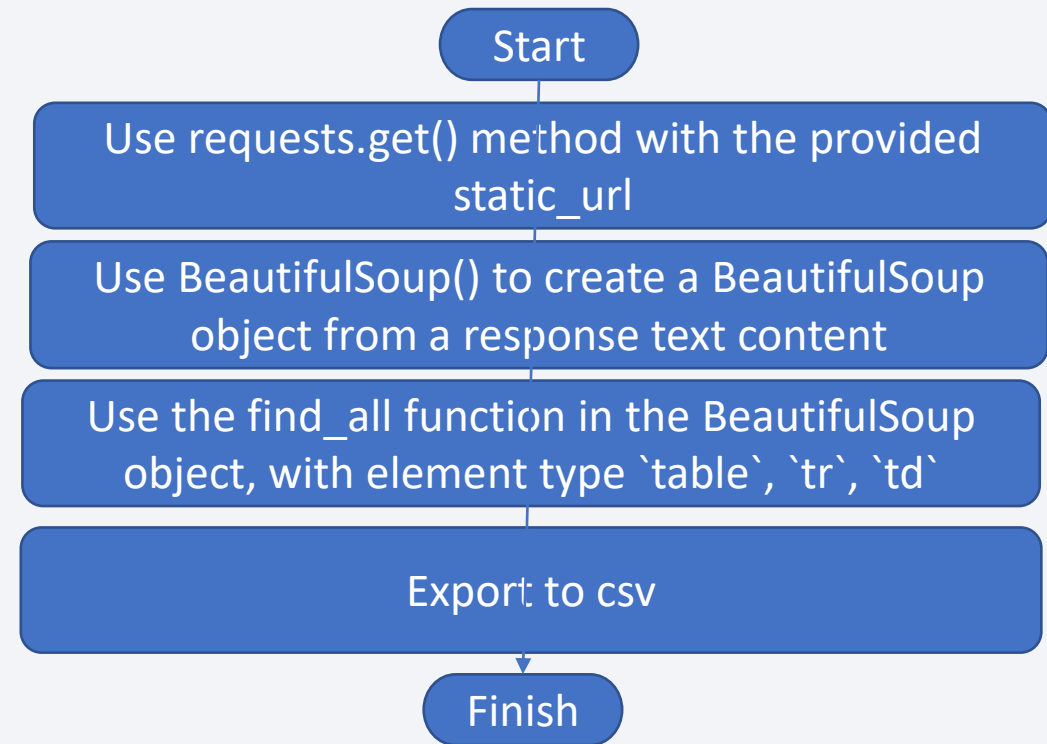 Start
Use requests.get() method with the provided
static_url
Use BeautifulSoup() to create a BeautifulSoup
object from a response text content
Use the find_all function in the BeautifulSoup
object, with element type `table`, `tr`, `td`
Export to csv
Finish